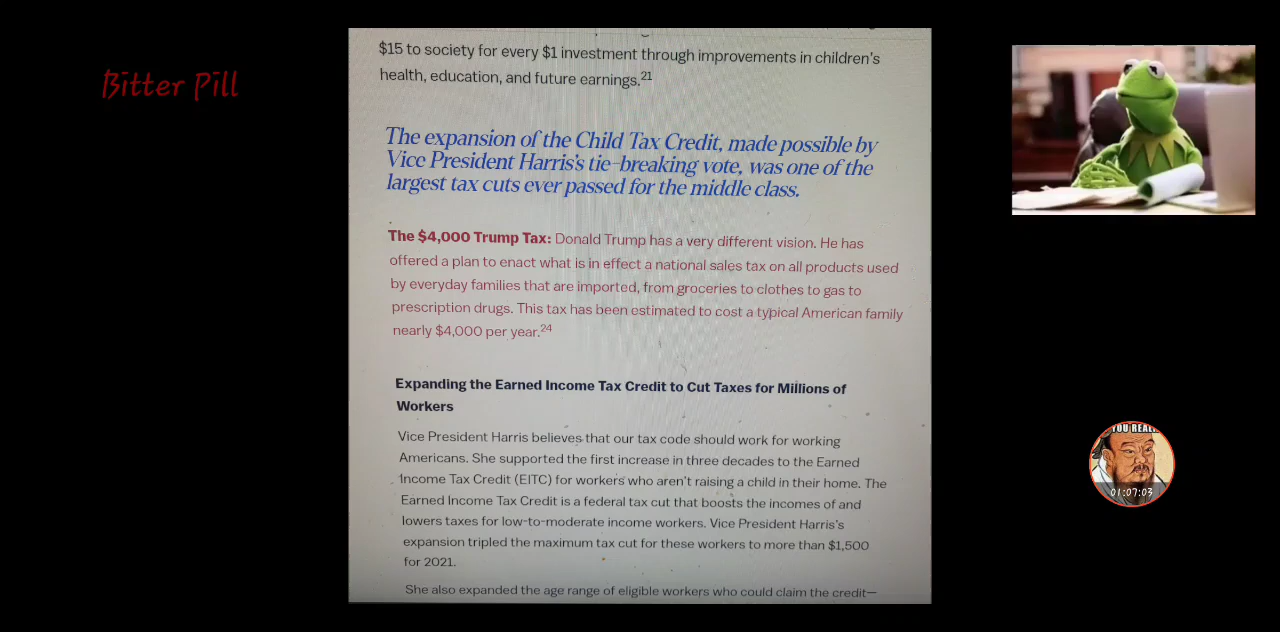 Bitter Pill
$15 to society for every $1 investment through improvements in children's
health, education, and future earnings.21
The expansion of the Child Tax Credit, made possible by
Vice President Harris's tie-breaking vote, was one of the
largest tax cuts ever passed for the middle class.
The $4,000 Trump Tax: Donald Trump has a very different vision. He has
offered a plan to enact what is in effect a national sales tax on all products used
by everyday families that are imported, from groceries to clothes to gas to
prescription drugs. This tax has been estimated to cost a typical American family
nearly $4,000 per year.24
Expanding the Earned Income Tax Credit to Cut Taxes for Millions of
Workers
Vice President Harris believes that our tax code should work for working
Americans. She supported the first increase in three decades to the Earned
Income Tax Credit (EITC) for workers who aren't raising a child in their home. The
Earned Income Tax Credit is a federal tax cut that boosts the incomes of and
lowers taxes for low-to-moderate income workers. Vice President Harris's
expansion tripled the maximum tax cut for these workers to more than $1,500
for 2021.
She also expanded the age range of eligible workers who could claim the credit—
YOU
01:07:03